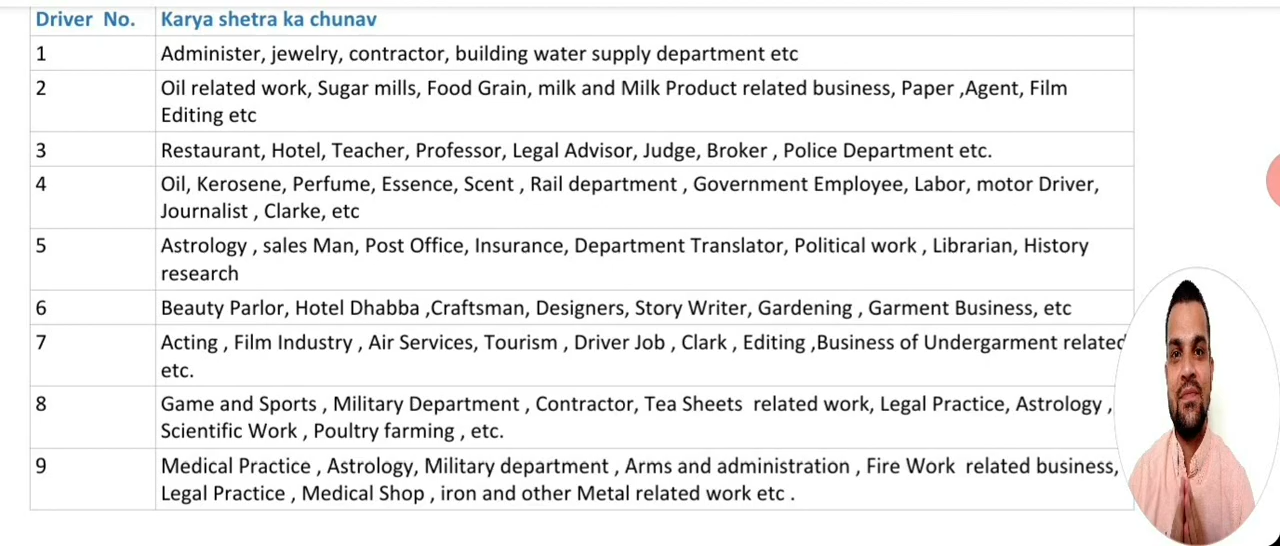 Driver No. Karya shetra ka chunav
1 Administer, jewelry, contractor, building water supply department etc
2 Oil related work, Sugar mills, Food Grain, milk and Milk Product related business, Paper ,Agent, Film
Editing etc
3 Restaurant, Hotel, Teacher, Professor, Legal Advisor, Judge, Broker , Police Department etc.
4 Oil, Kerosene, Perfume, Essence, Scent , Rail department , Government Employee, Labor, motor Driver,
Journalist , Clarke, etc
5 Astrology , sales Man, Post Office, Insurance, Department Translator, Political work , Librarian, History
research
6 Beauty Parlor, Hotel Dhabba ,Craftsman, Designers, Story Writer, Gardening , Garment Business, etc
7 Acting , Film Industry , Air Services, Tourism , Driver Job , Clark , Editing ,Business of Undergarment related
etc.
8 Game and Sports , Military Department , Contractor, Tea Sheets related work, Legal Practice, Astrology ,
Scientific Work , Poultry farming , etc.
9 Medical Practice , Astrology, Military department , Arms and administration , Fire Work related business,
Legal Practice , Medical Shop , iron and other Metal related work etc .